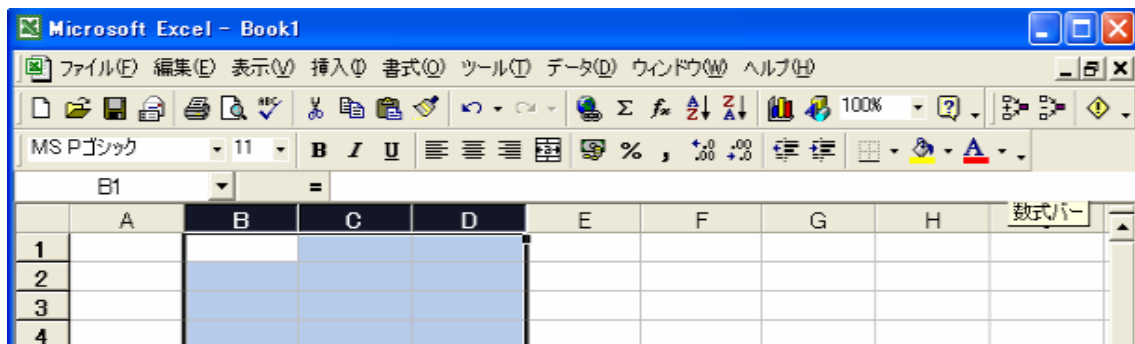 Microsoft Excel - Book1
ファイル(F) 編集(E) 表示(V) 挿入(I) 書式(O) ツール(T) データ(D) ウィンドウ(W) ヘルプ(H)
100%
MS Pゴシック 11 B I U % ,
B1 =
A B C D E F G H
数式バー
1
2
3
4